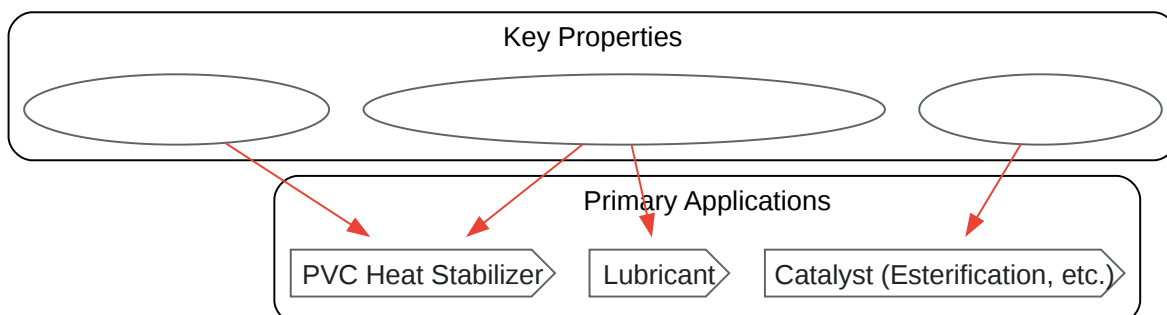 Key Properties
Primary Applications
PVC Heat Stabilizer
Lubricant
Catalyst (Esterification, etc.)